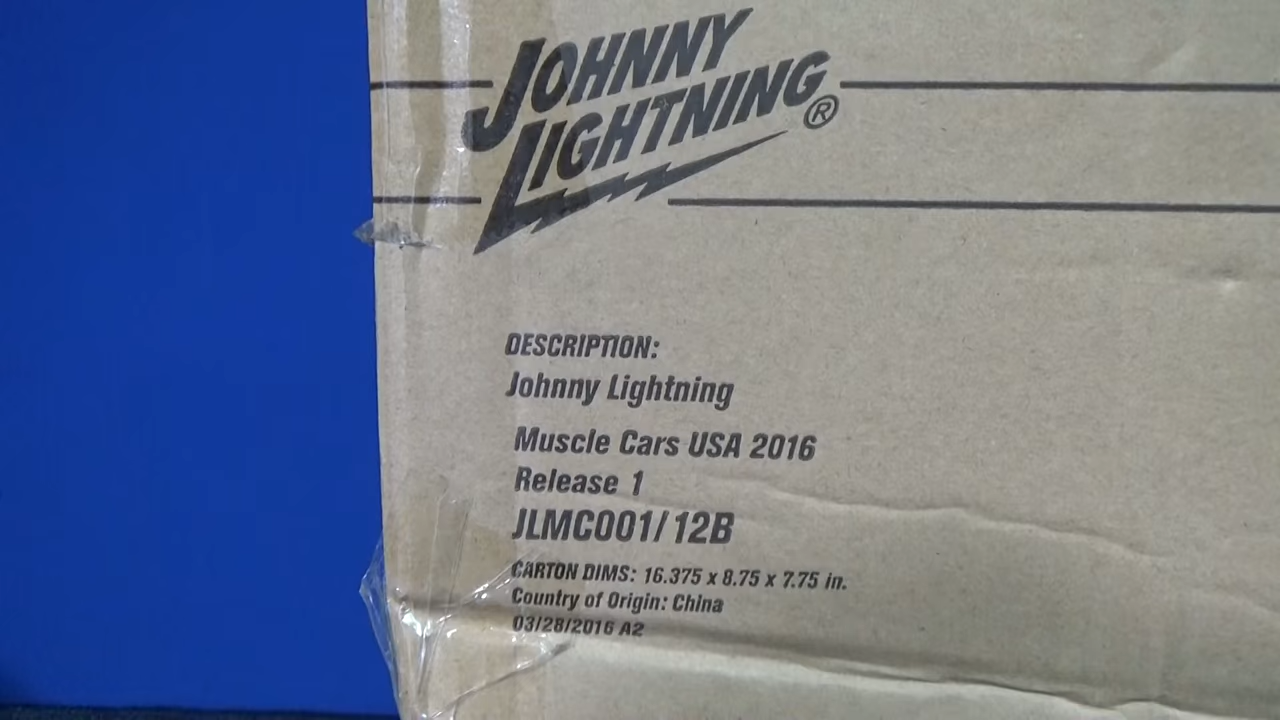 JOHNNY
LIGHTNING®
DESCRIPTION:
Johnny Lightning
Muscle Cars USA 2016
Release 1
JLMC001/12B
CARTON DIMS: 16.375 x 8.75 x 7.75 in.
Country of Origin: China
03/28/2016 A2